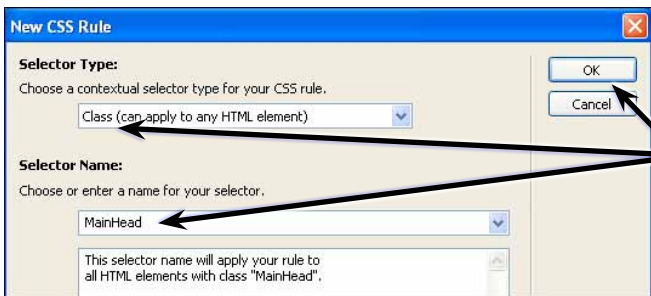 New CSS Rule
Selector Type:
Choose a contextual selector type for your CSS rule.
Class (can apply to any HTML element)
OK
Cancel
Selector Name:
Choose or enter a name for your selector.
MainHead
This selector name will apply your rule to
all HTML elements with class "MainHead".